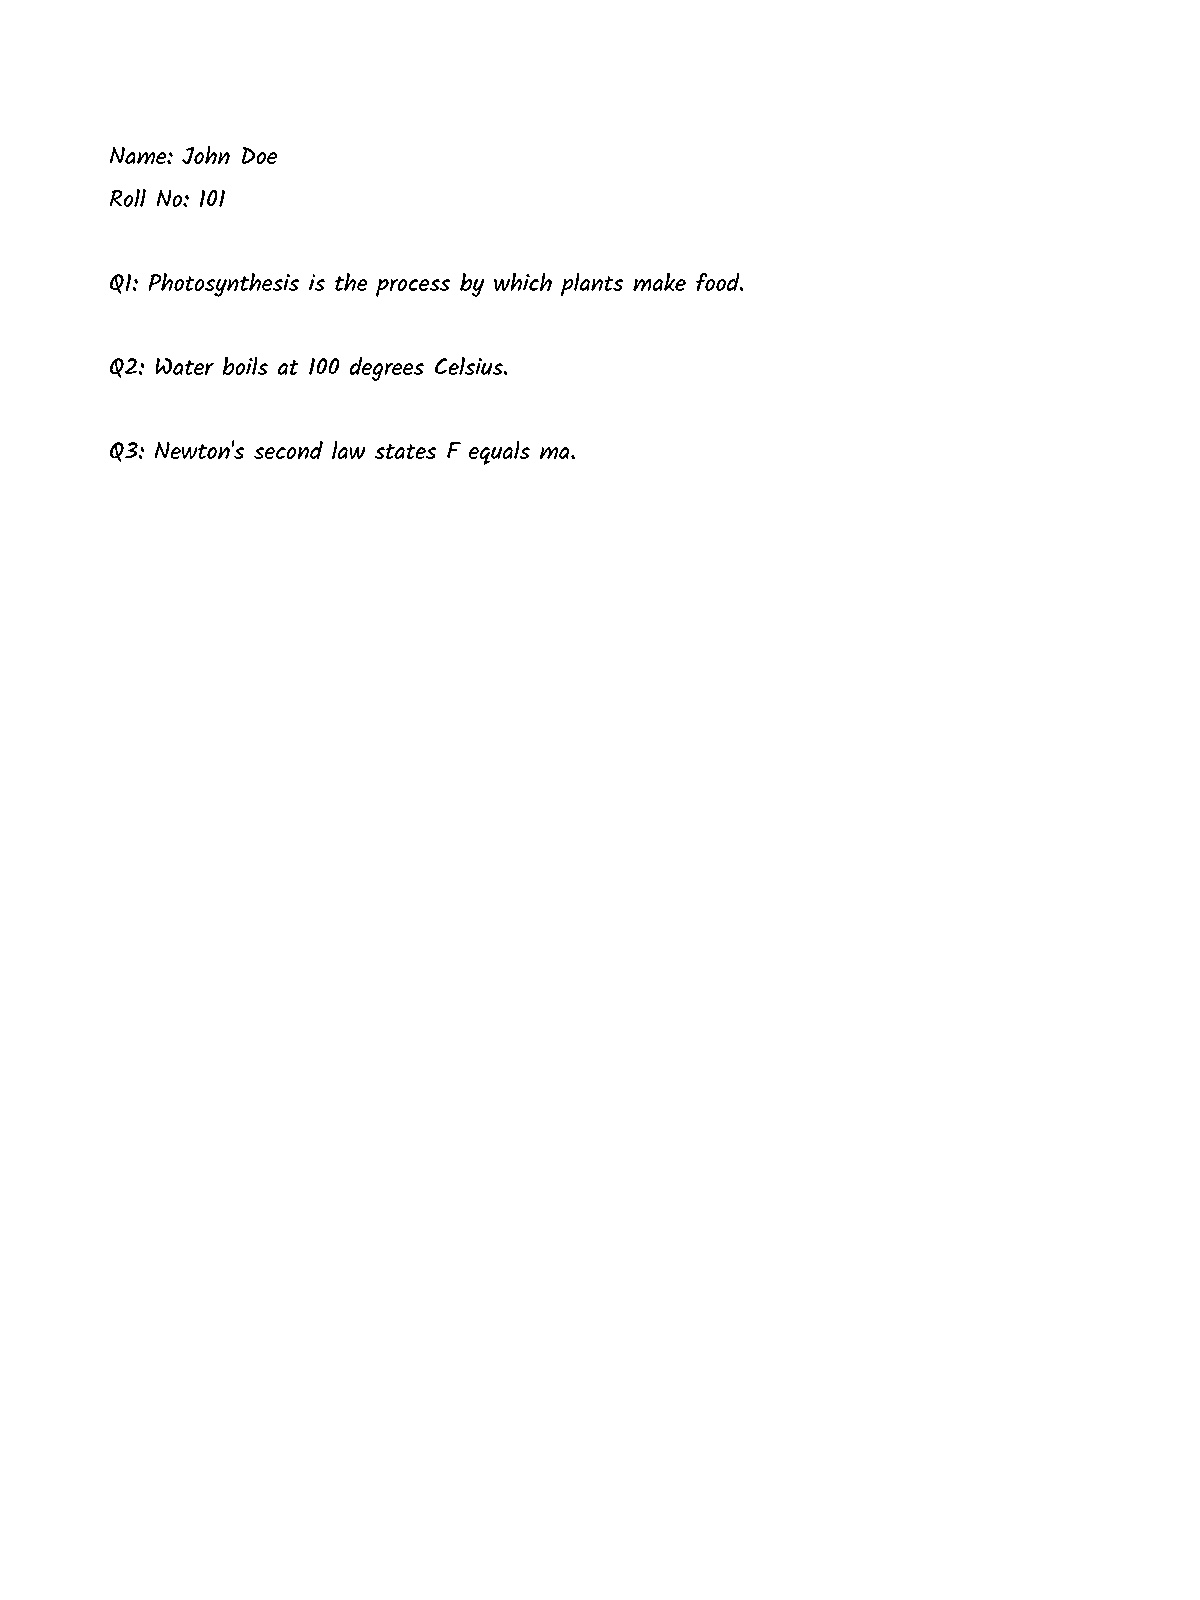 Name: John Doe
Roll No: 101
Q1: Photosynthesis is the process by which plants make food.
Q2: Water boils at 100 degrees Celsius.
Q3: Newton's second law states F equals ma.